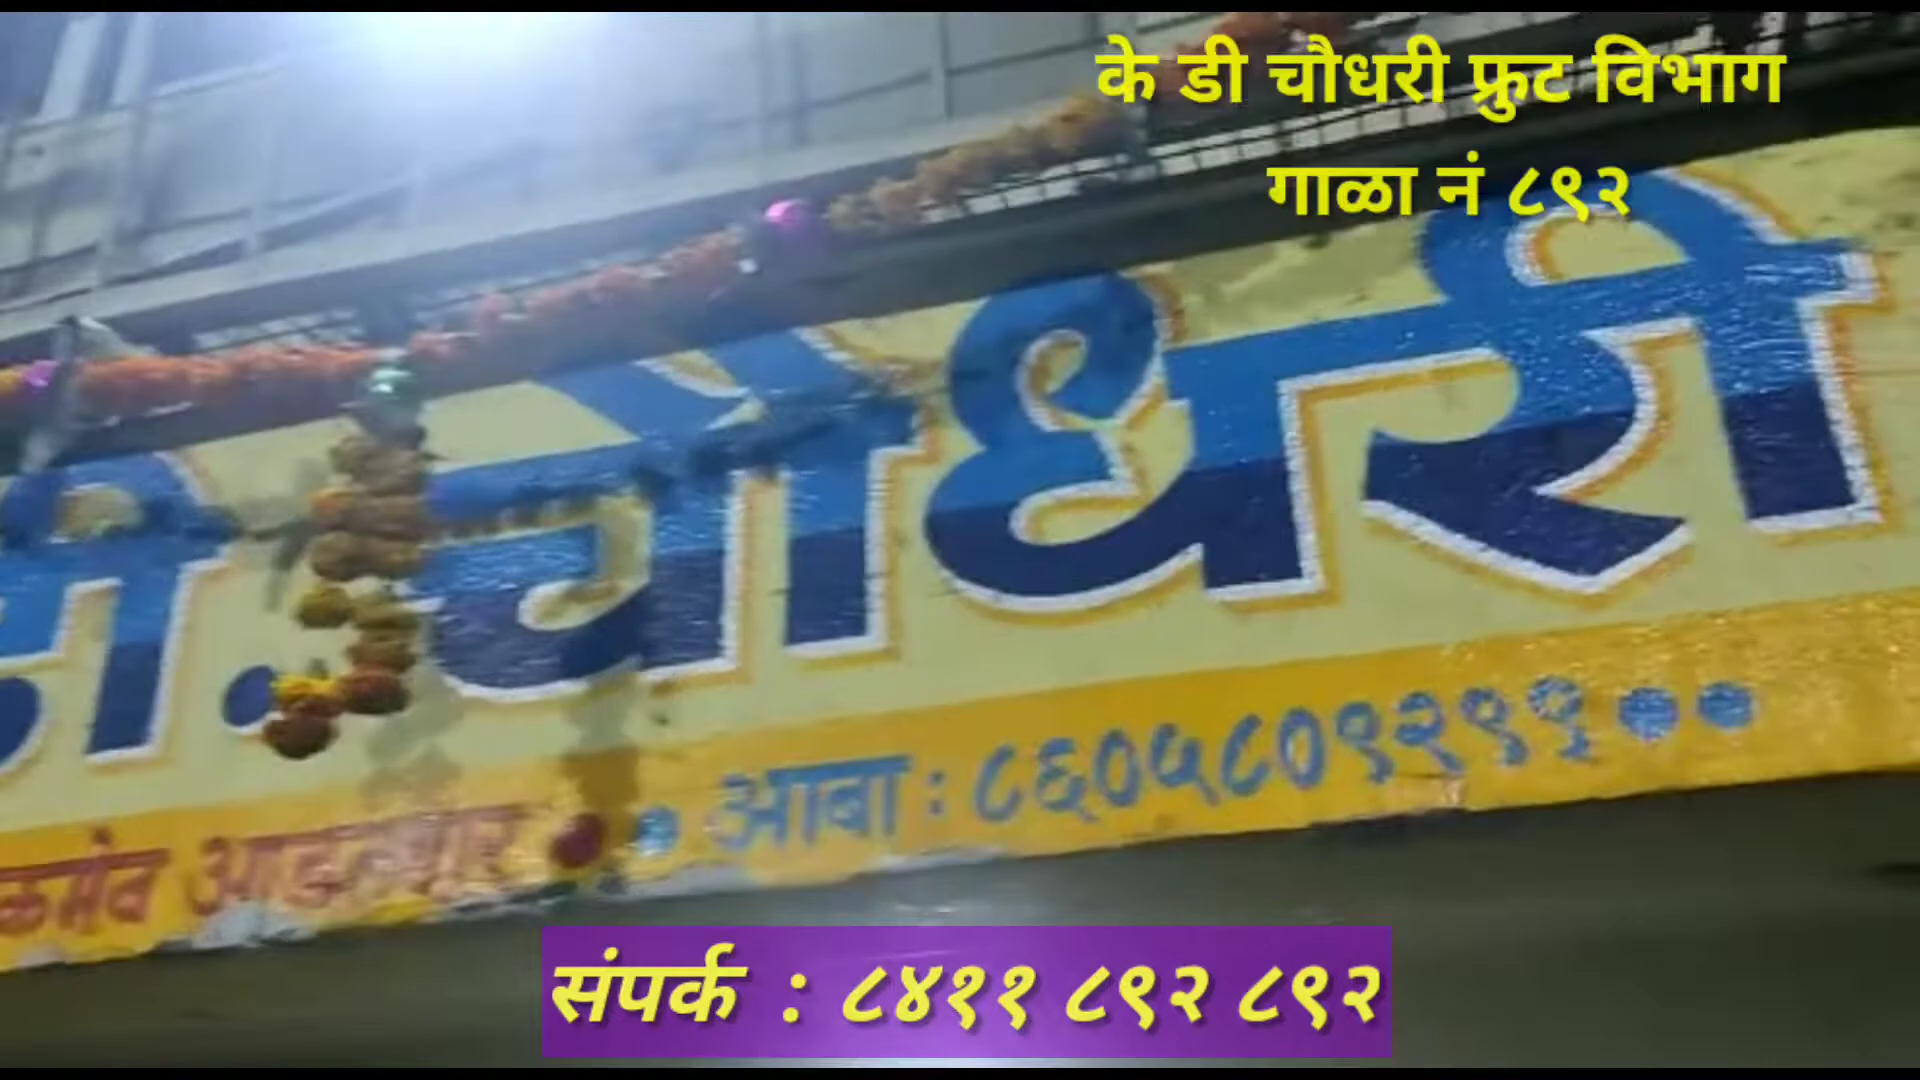 के डी चौधरी फ्रुट विभाग
गाळा नं ८९२
डी. चौधरी
आबा : ८६०५८०९२९९
संपर्क : ८४११ ८९२ ८९२